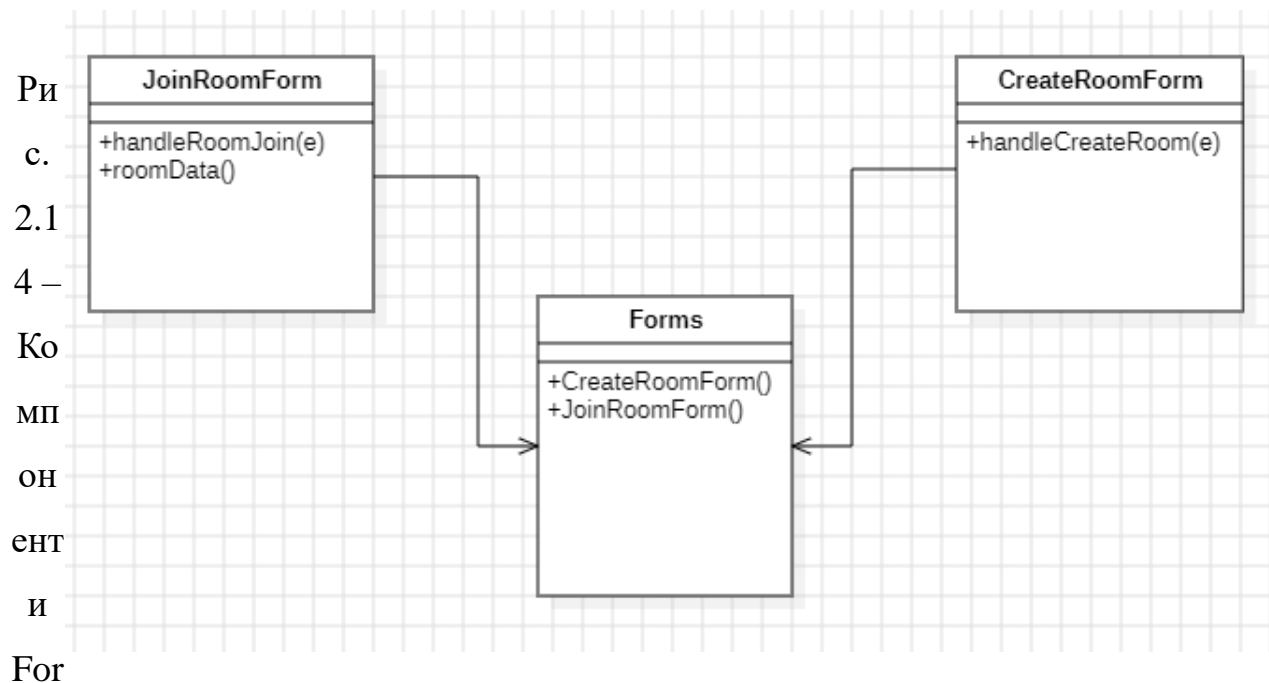 Ри
с.
2.1
4 –
Ко
мп
он
ент
и
For
JoinRoomForm
+handleRoomJoin(e)
+roomData()
CreateRoomForm
+handleCreateRoom(e)
Forms
+CreateRoomForm()
+JoinRoomForm()